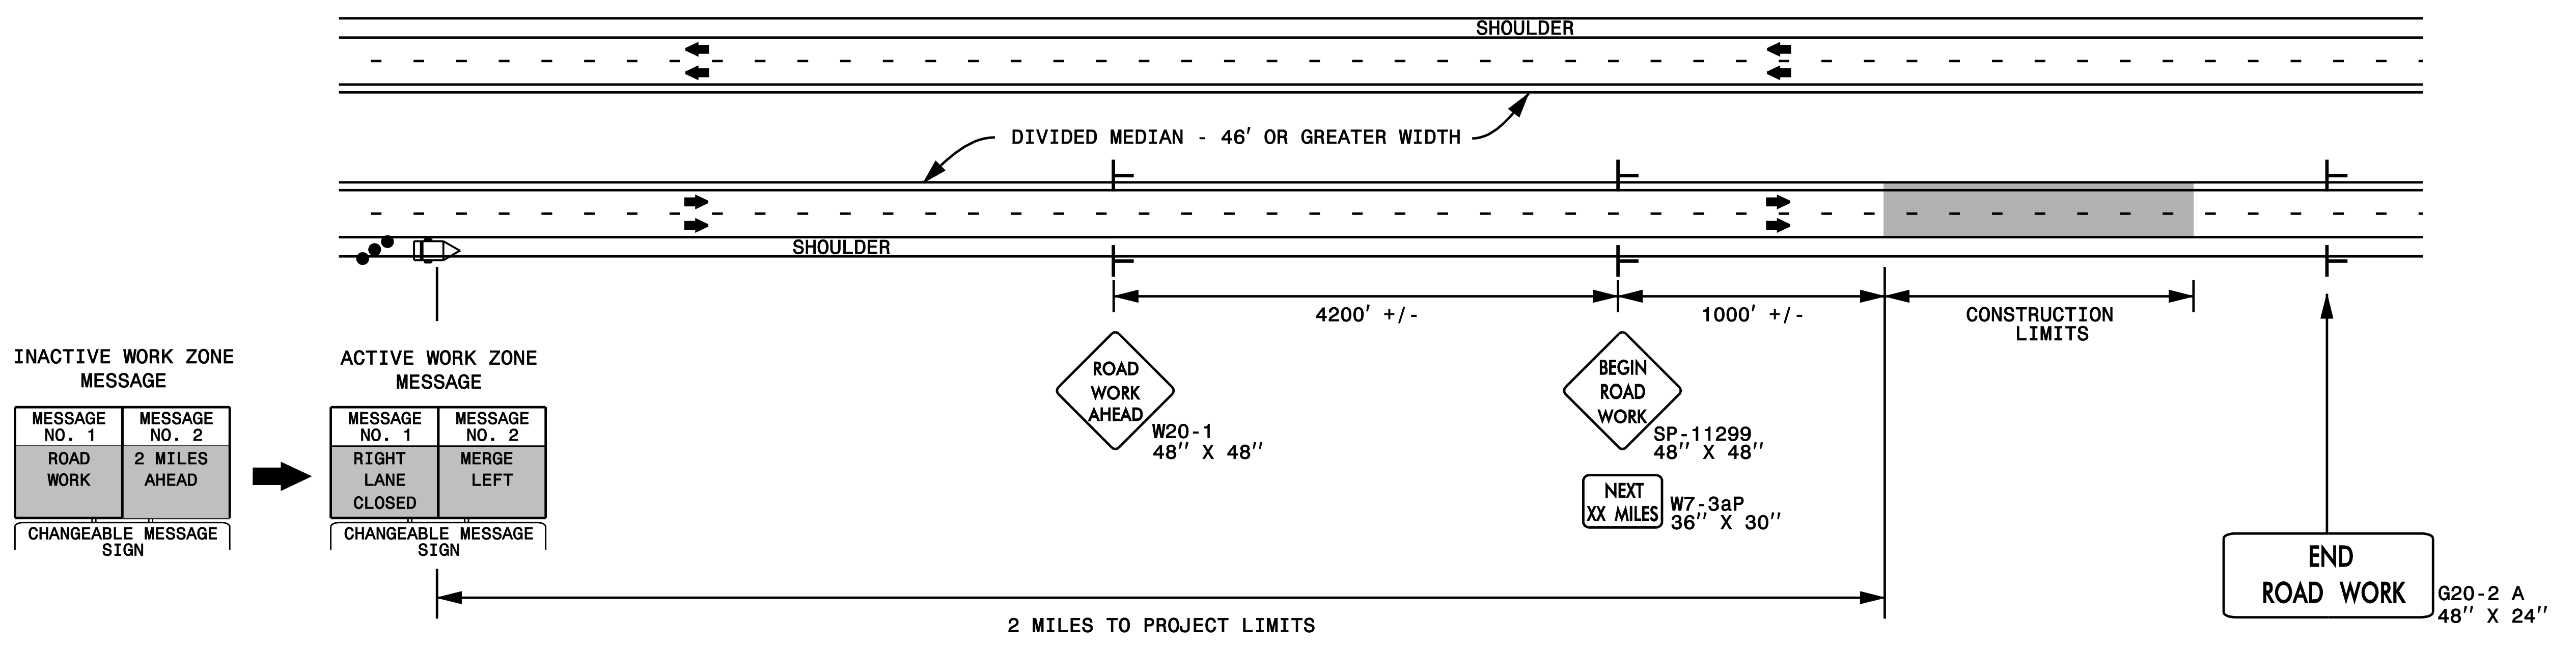 SHOULDER
DIVIDED MEDIAN - 46' OR GREATER WIDTH
SHOULDER
4200' +/-
1000' +/-
CONSTRUCTION
LIMITS
INACTIVE WORK ZONE
MESSAGE
MESSAGE
NO. 1
MESSAGE
NO. 2
ROAD
WORK
2 MILES
AHEAD
CHANGEABLE MESSAGE
SIGN
ACTIVE WORK ZONE
MESSAGE
MESSAGE
NO. 1
MESSAGE
NO. 2
RIGHT
LANE
CLOSED
MERGE
LEFT
CHANGEABLE MESSAGE
SIGN
ROAD
WORK
AHEAD
W20-1
48" X 48"
BEGIN
ROAD
WORK
SP-11299
48" X 48"
NEXT
XX MILES
W7-3aP
36" X 30"
END
ROAD WORK
G20-2 A
48" X 24"
2 MILES TO PROJECT LIMITS